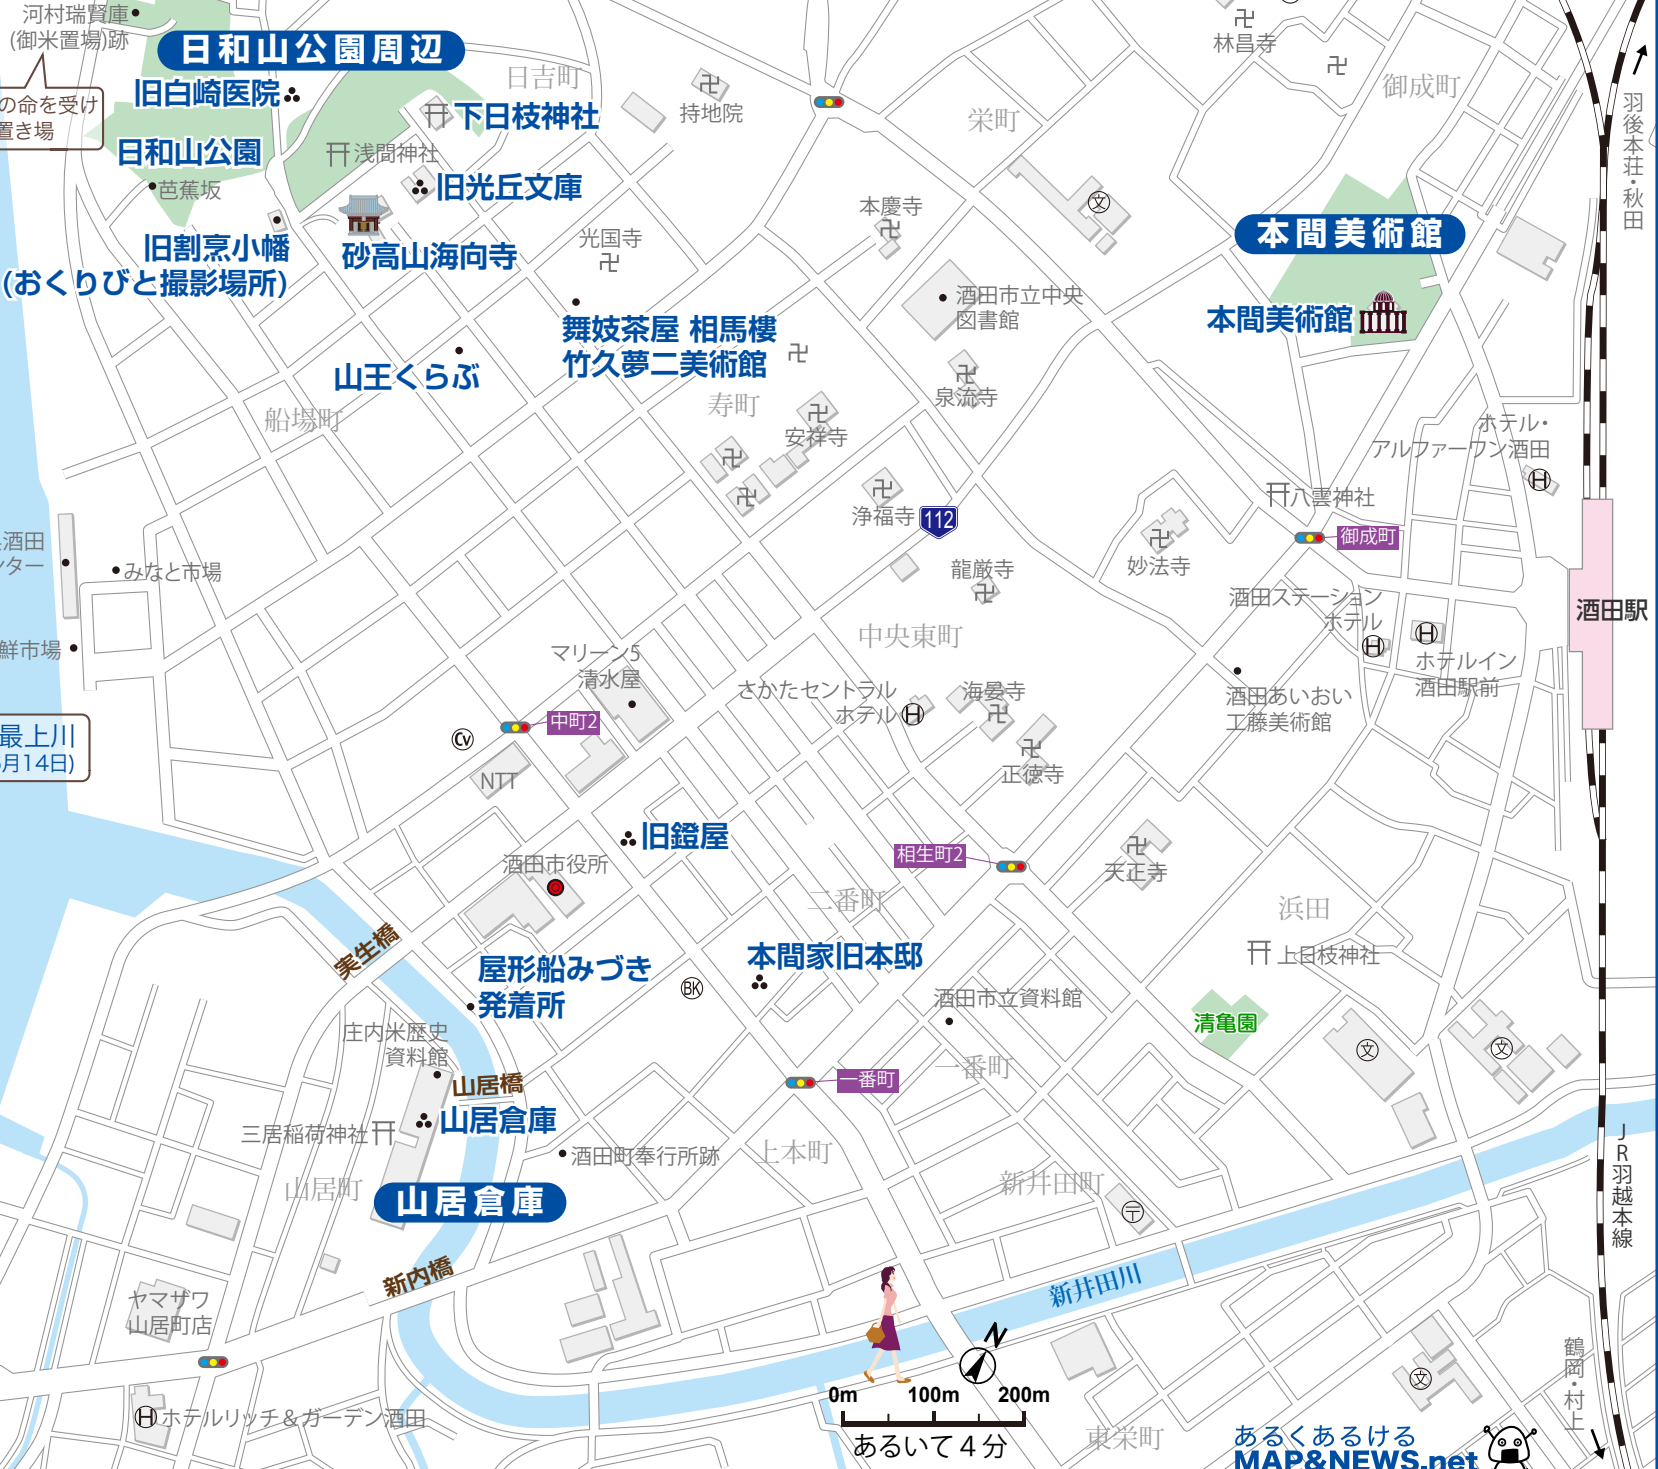 河村瑞賢庫
(御米置場)跡
日和山公園周辺
旧白崎医院
の命を受け
置き場
日和山公園
芭蕉坂
日吉町
下日枝神社
浅間神社
旧光丘文庫
砂高山海向寺
旧割烹小幡
(おくりびと撮影場所)
持地院
光国寺
舞妓茶屋 相馬樓
竹久夢二美術館
山王くらぶ
船場町
寿町
安祥寺
栄町
林昌寺
御成町
羽後本荘・秋田
本慶寺
酒田市立中央
図書館
泉流寺
本間美術館
本間美術館
ホテル・
アルファーワン酒田
八雲神社
御成町
浄福寺
112
龍厳寺
妙法寺
酒田ステーション
ホテル
酒田駅
ホテルイン
酒田駅前
酒田あいおい
工藤美術館
酒田
ター
みなと市場
鮮市場
最上川
月14日)
中央東町
マリーン5
清水屋
さかたセントラル
ホテル
海晏寺
正徳寺
中町2
Cv
NTT
旧鐙屋
酒田市役所
相生町2
天正寺
二番町
浜田
実生橋
屋形船みづき
発着所
本間家旧本邸
BK
酒田市立資料館
上日枝神社
清亀園
文
文
文
文
庄内米歴史
資料館
山居橋
山居倉庫
三居稲荷神社
山居町
山居倉庫
一番町
一番町
酒田町奉行所跡
上本町
新井田町
〒
JR羽越本線
新内橋
ヤマザワ
山居町店
新井田川
H
H
H
H
H
ホテルリッチ&ガーデン酒田
N
0m 100m 200m
あるいて4分
東栄町
鶴岡・村上
あるくあるける
MAP&NEWS.net